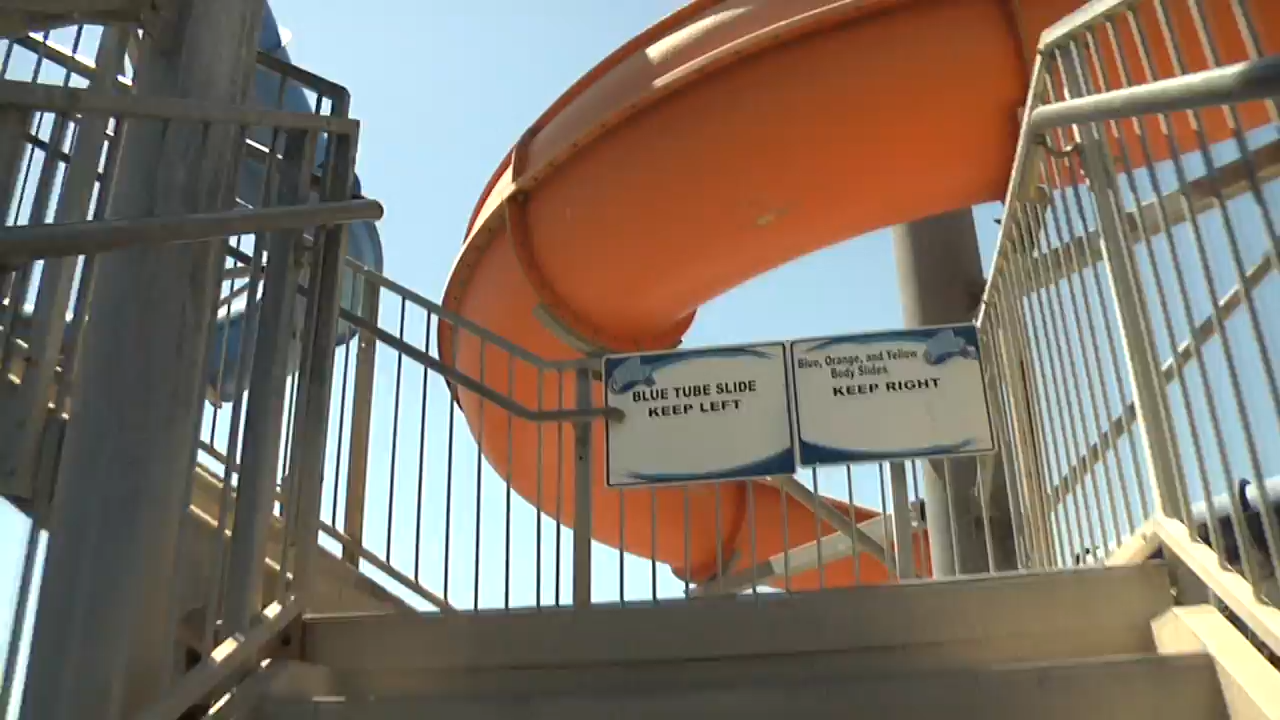 BLUE TUBE SLIDE
KEEP LEFT
Blue, Orange, and Yellow
Body Slides
KEEP RIGHT